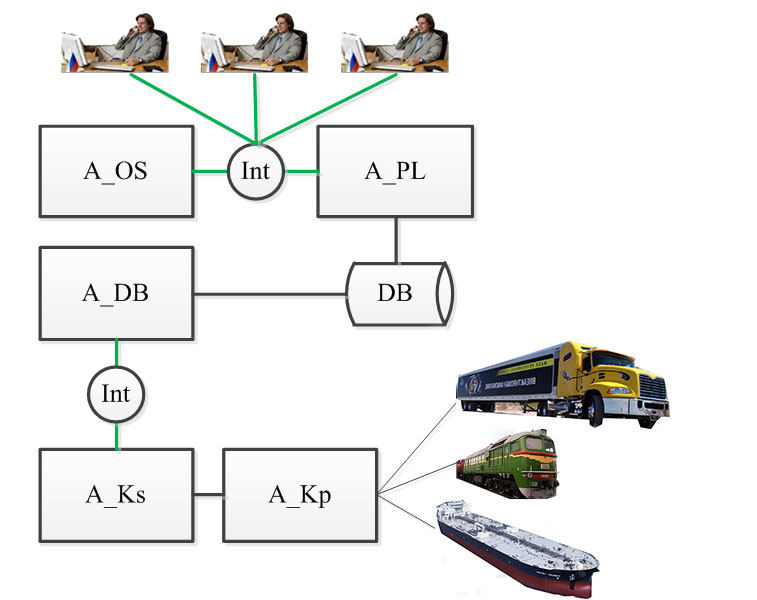 A_OS
Int
A_PL
A_DB
DB
Int
A_Ks
A_Kp